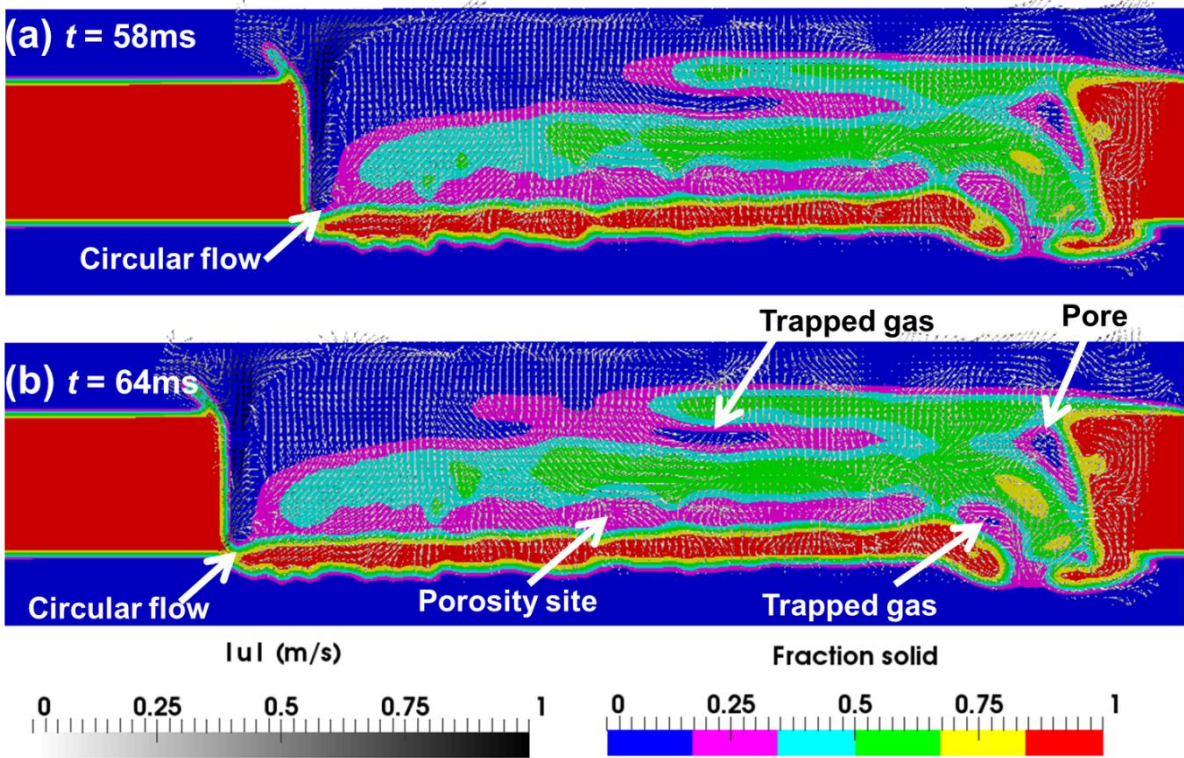 (a) t = 58ms
Circular flow
Trapped gas
Pore
(b) t = 64ms
Circular flow
Porosity site
Trapped gas
|u| (m/s)
Fraction solid
0 0.25 0.5 0.75 1
0 0.25 0.5 0.75 1